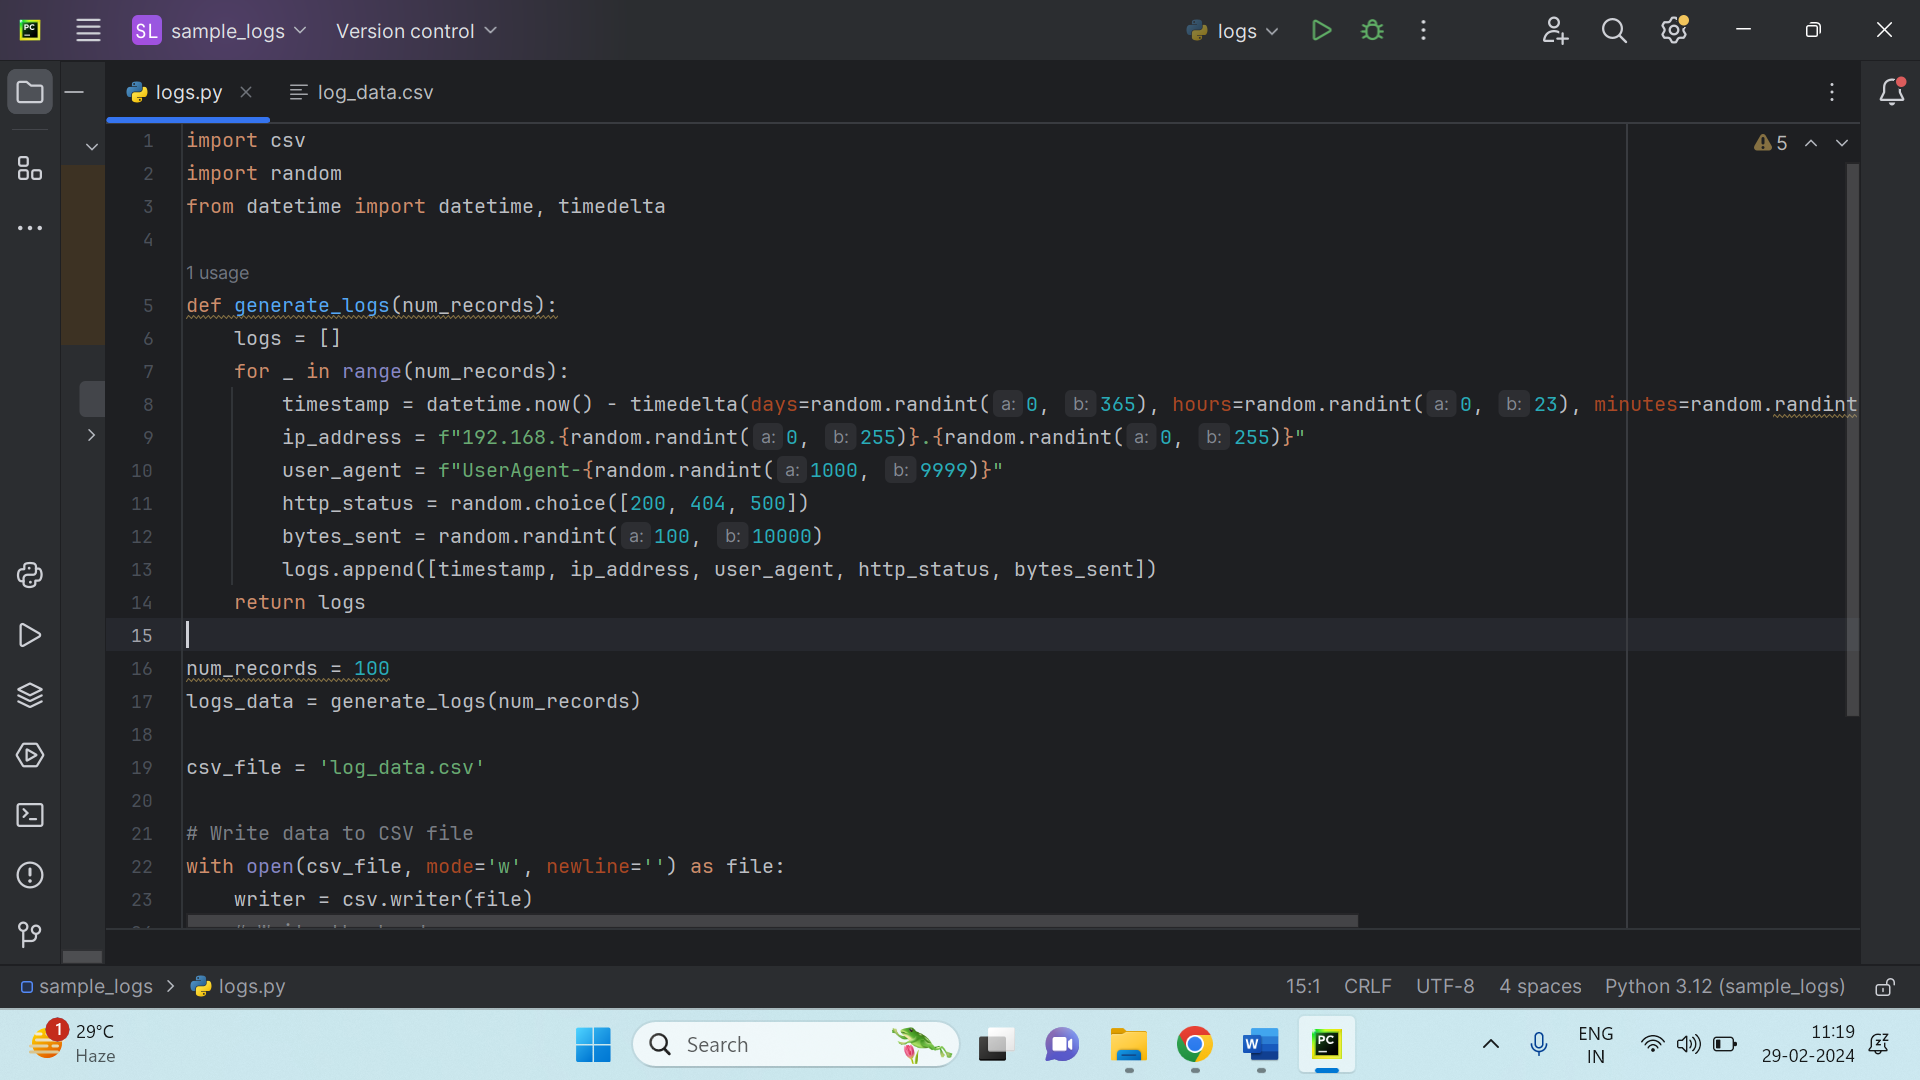 PC SL sample_logs Version control logs
logs.py log_data.csv
1 import csv 5
2 import random
3 from datetime import datetime, timedelta
4
1 usage
5 def generate_logs(num_records):
6 logs = []
7 for _ in range(num_records):
8 timestamp = datetime.now() - timedelta(days=random.randint( a: 0, b: 365), hours=random.randint( a: 0, b: 23), minutes=random.randint
9 ip_address = f"192.168.{random.randint( a: 0, b: 255)}.{random.randint( a: 0, b: 255)}"
10 user_agent = f"UserAgent-{random.randint( a: 1000, b: 9999)}"
11 http_status = random.choice([200, 404, 500])
12 bytes_sent = random.randint( a: 100, b: 10000)
13 logs.append([timestamp, ip_address, user_agent, http_status, bytes_sent])
14 return logs
15
16 num_records = 100
17 logs_data = generate_logs(num_records)
18
19 csv_file = 'log_data.csv'
20
21 # Write data to CSV file
22 with open(csv_file, mode='w', newline='') as file:
23 writer = csv.writer(file)
sample_logs > logs.py 15:1 CRLF UTF-8 4 spaces Python 3.12 (sample_logs)
1 29°C
Haze
Search
W
PC
ENG
IN
11:19
29-02-2024